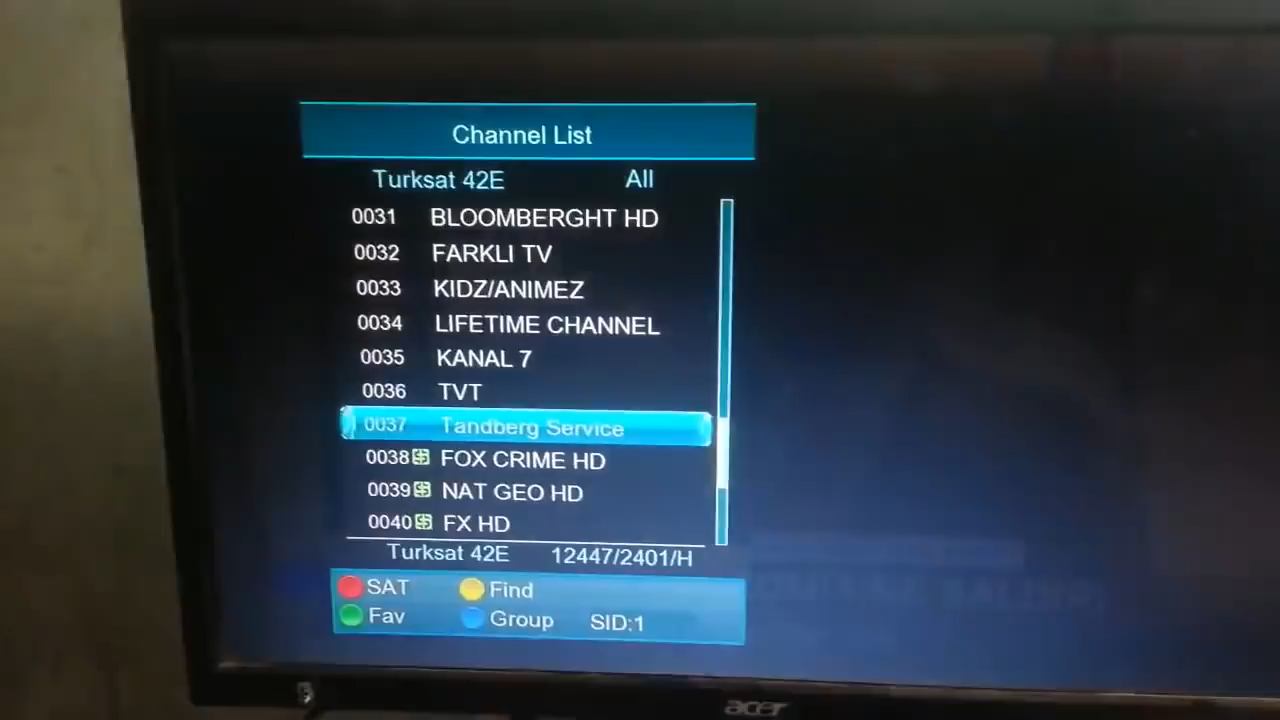 Channel List
Turksat 42E All
0031 BLOOMBERGHT HD
0032 FARKLI TV
0033 KIDZ/ANIMEZ
0034 LIFETIME CHANNEL
0035 KANAL 7
0036 TVT
0037 Tandberg Service
0038 FOX CRIME HD
0039 NAT GEO HD
0040 FX HD
Turksat 42E 12447/2401/H
SAT Find
Fav Group SID:1
acer